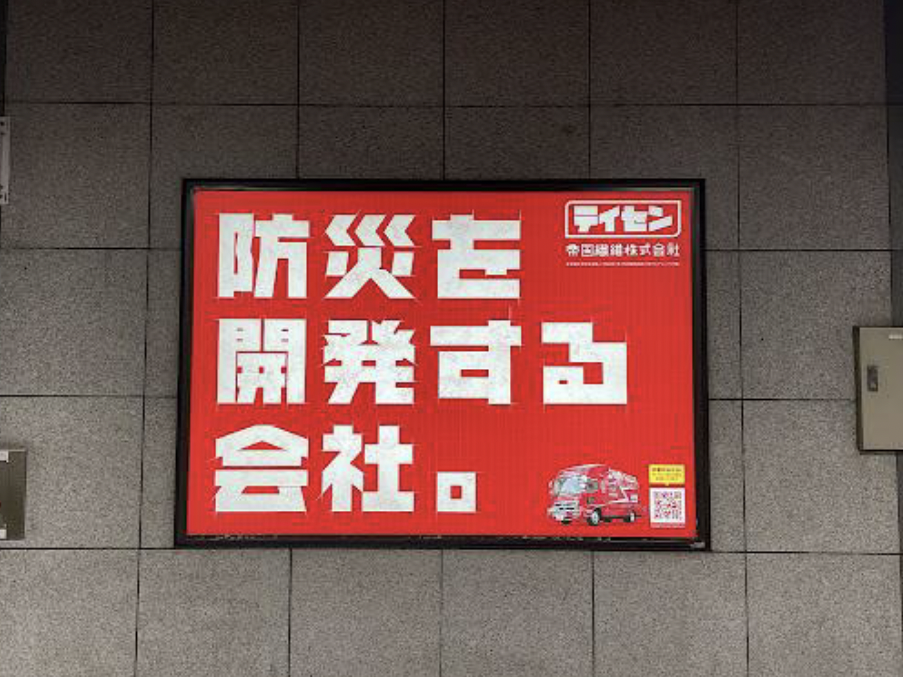 防災を
開発する
会社。
テイセン
帝国繊維株式会社